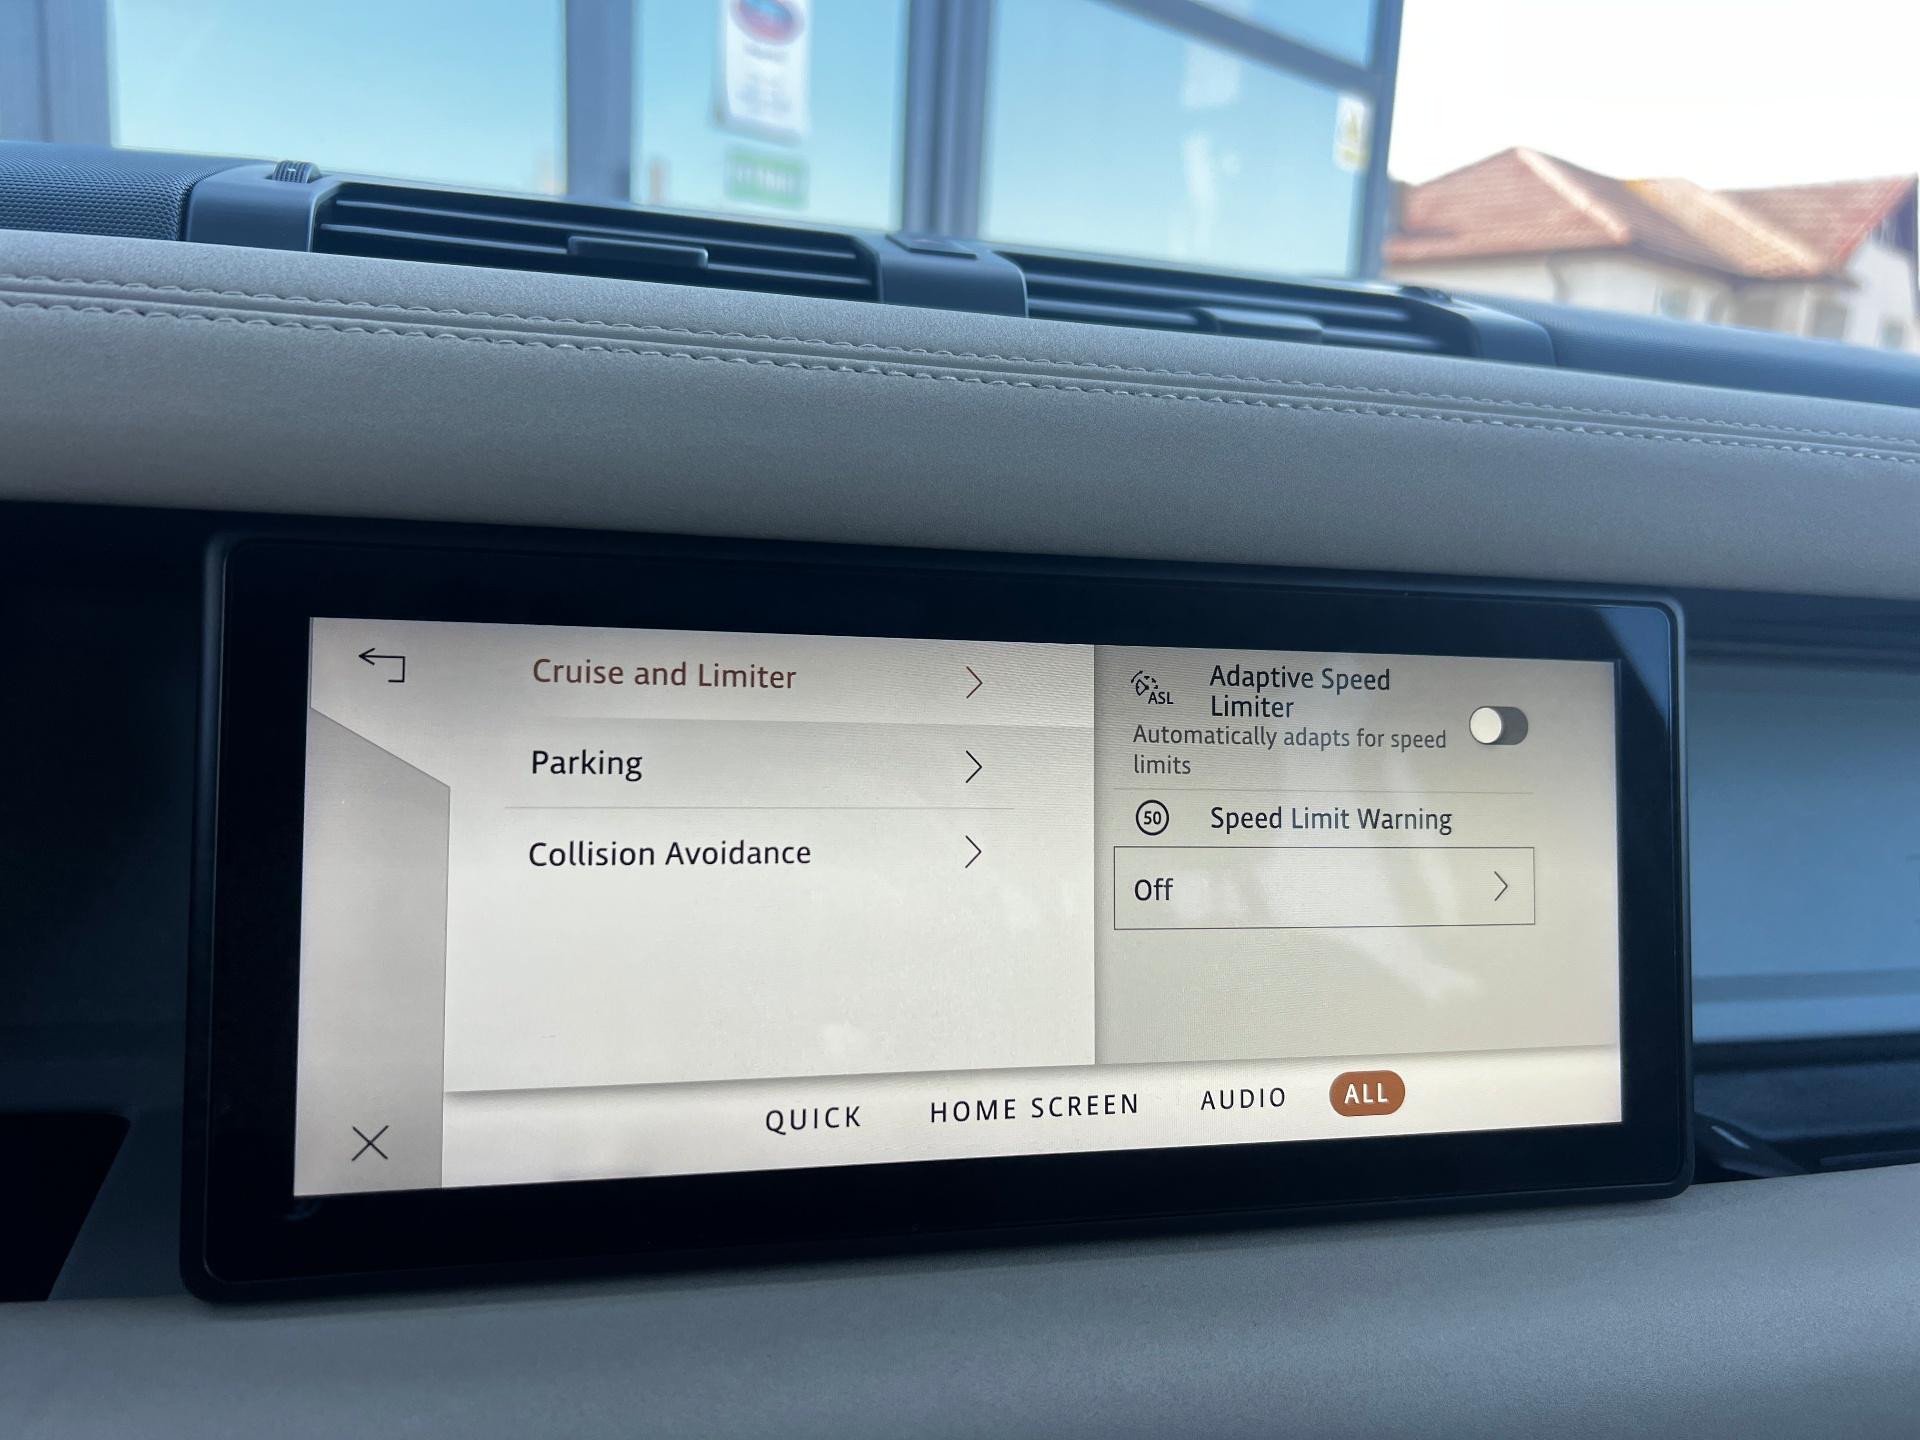 Cruise and Limiter
Parking
Collision Avoidance
ASL
Adaptive Speed
Limiter
Automatically adapts for speed
limits
50
Speed Limit Warning
Off
QUICK
HOME SCREEN
AUDIO
ALL